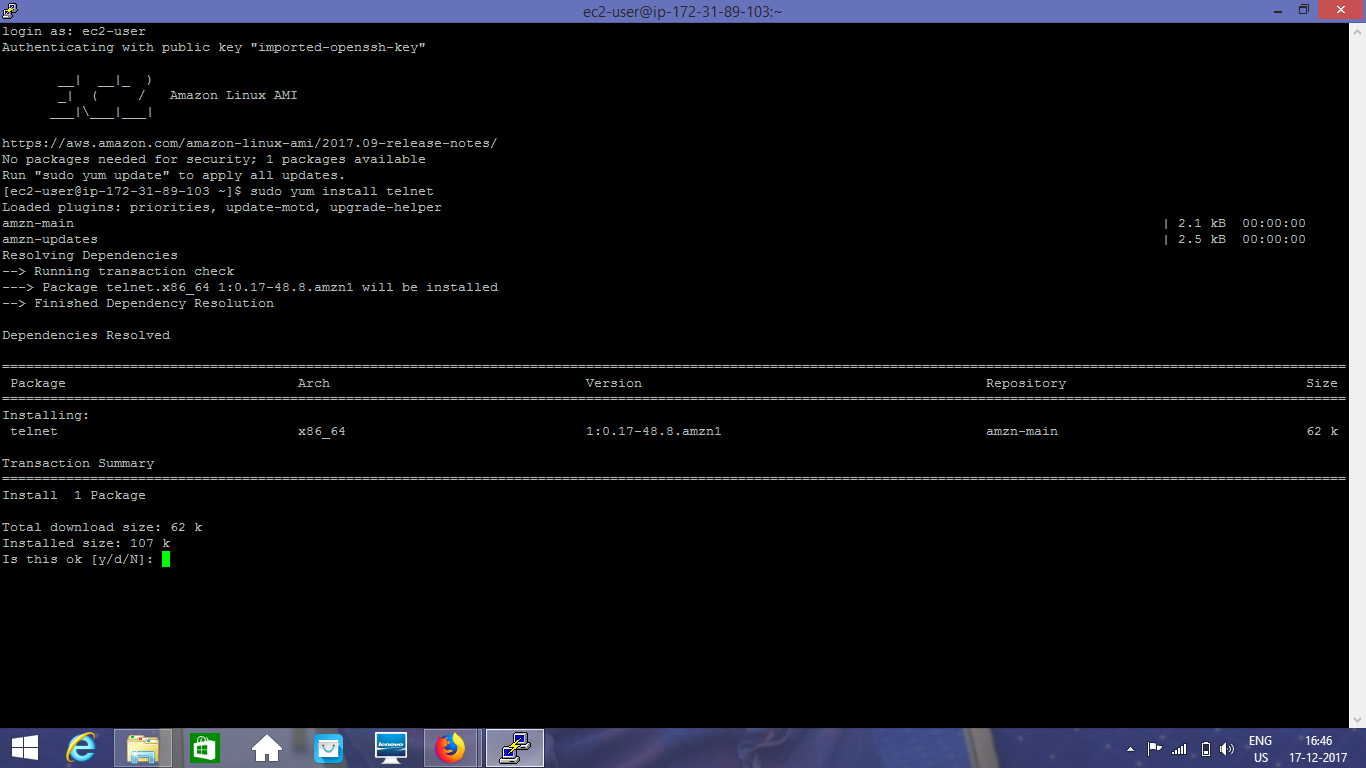 ec2-user@ip-172-31-89-103:~
login as: ec2-user
Authenticating with public key "imported-openssh-key"
       __|  __|_  )
       _|  (     /   Amazon Linux AMI
      ___|\___|___|
https://aws.amazon.com/amazon-linux-ami/2017.09-release-notes/
No packages needed for security; 1 packages available
Run "sudo yum update" to apply all updates.
[ec2-user@ip-172-31-89-103 ~]$ sudo yum install telnet
Loaded plugins: priorities, update-motd, upgrade-helper
amzn-main | 2.1 kB 00:00:00
amzn-updates | 2.5 kB 00:00:00
Resolving Dependencies
--> Running transaction check
---> Package telnet.x86_64 1:0.17-48.8.amzn1 will be installed
--> Finished Dependency Resolution
Dependencies Resolved
Package Arch Version Repository Size
Installing:
telnet x86_64 1:0.17-48.8.amzn1 amzn-main 62 k
Transaction Summary
Install  1 Package
Total download size: 62 k
Installed size: 107 k
Is this ok [y/d/N]:
lenovo
ENG
US
16:46
17-12-2017